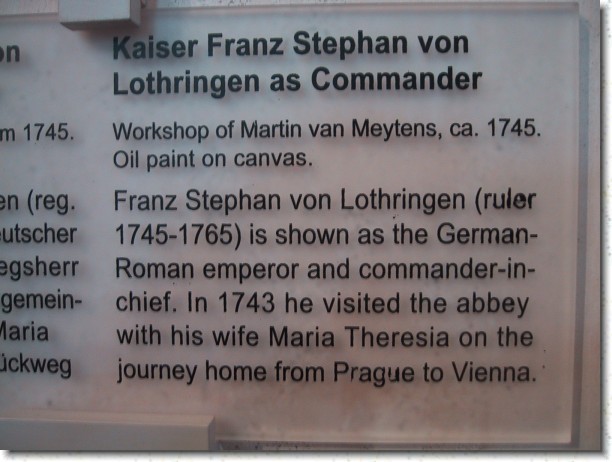 on
m 1745.
en (reg.
eutscher
egsherr
gemein-
Maria
ückweg
Kaiser Franz Stephan von
Lothringen as Commander
Workshop of Martin van Meytens, ca. 1745.
Oil paint on canvas.
Franz Stephan von Lothringen (ruler
1745-1765) is shown as the German-
Roman emperor and commander-in-
chief. In 1743 he visited the abbey
with his wife Maria Theresia on the
journey home from Prague to Vienna.